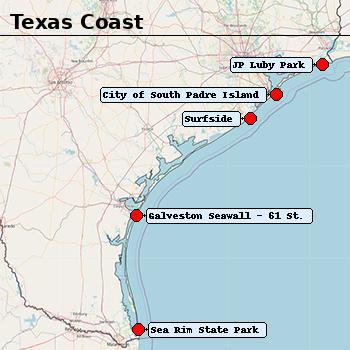 Texas Coast
JP Luby Park
City of South Padre Island
Surfside
Galveston Seawall - 61 St.
Sea Rim State Park